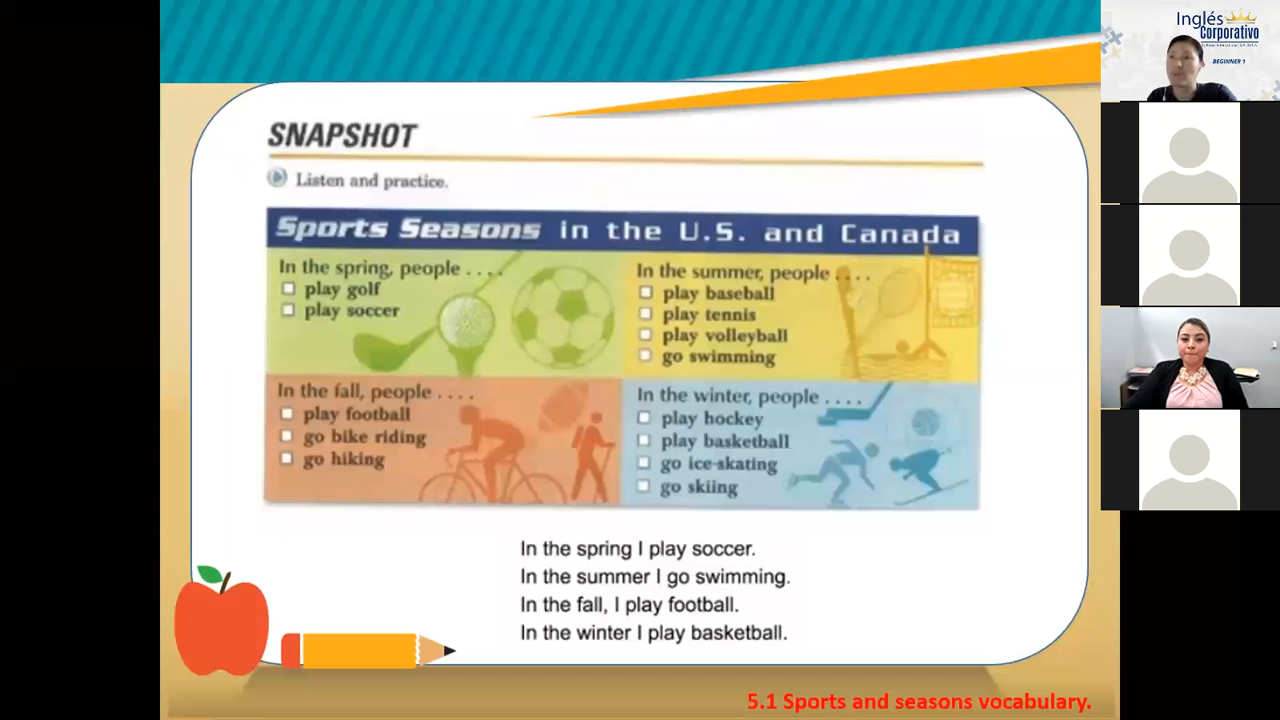 SNAPSHOT
Listen and practice.
Sports Seasons in the U.S. and Canada
In the spring, people . . . .
play golf
play soccer
In the summer, people . . . .
play baseball
play tennis
play volleyball
go swimming
In the fall, people . . . .
play football
go bike riding
go hiking
In the winter, people . . . .
play hockey
play basketball
go ice-skating
go skiing
In the spring I play soccer.
In the summer I go swimming.
In the fall, I play football.
In the winter I play basketball.
5.1 Sports and seasons vocabulary.
Inglés
Corporativo
BEGINNER 1